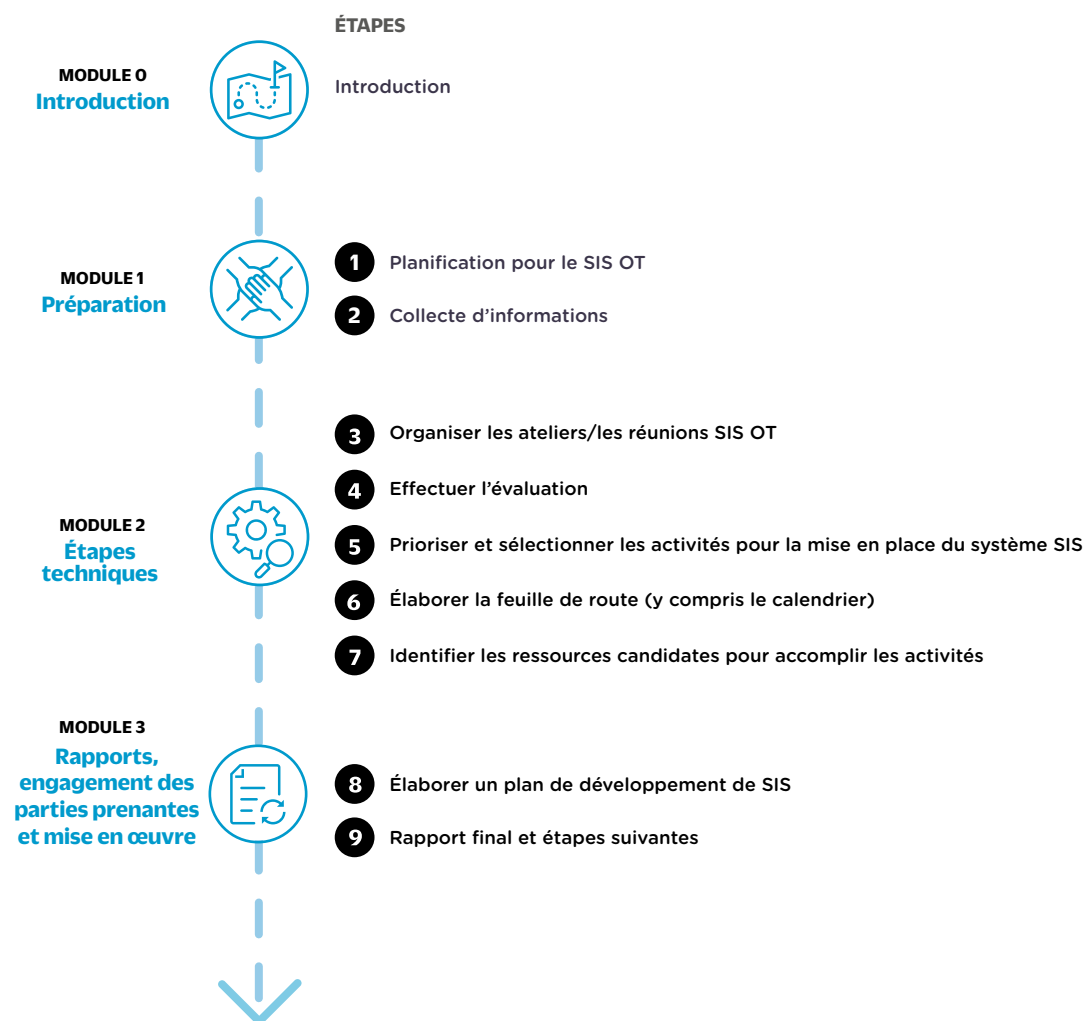 ÉTAPES
MODULE 0
Introduction
Introduction
MODULE 1
Préparation
1 Planification pour le SIS OT
2 Collecte d’informations
MODULE 2
Étapes
techniques
3 Organiser les ateliers/les réunions SIS OT
4 Effectuer l’évaluation
5 Prioriser et sélectionner les activités pour la mise en place du système SIS
6 Élaborer la feuille de route (y compris le calendrier)
7 Identifier les ressources candidates pour accomplir les activités
MODULE 3
Rapports,
engagement des
parties prenantes
et mise en œuvre
8 Élaborer un plan de développement de SIS
9 Rapport final et étapes suivantes